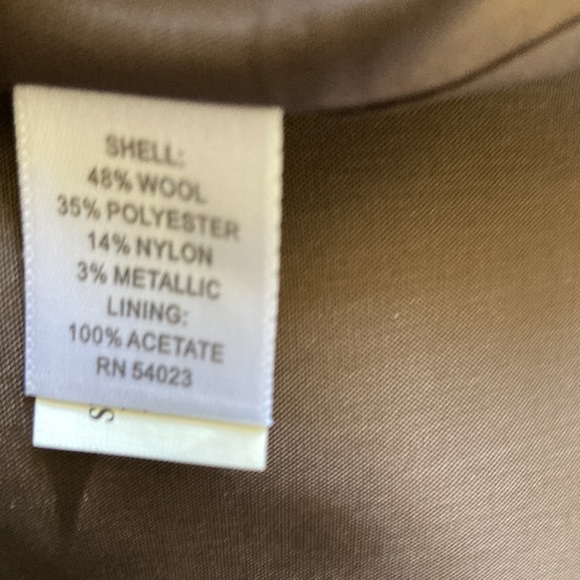 SHELL:
48% WOOL
35% POLYESTER
14% NYLON
3% METALLIC
LINING:
100% ACETATE
RN 54023
S